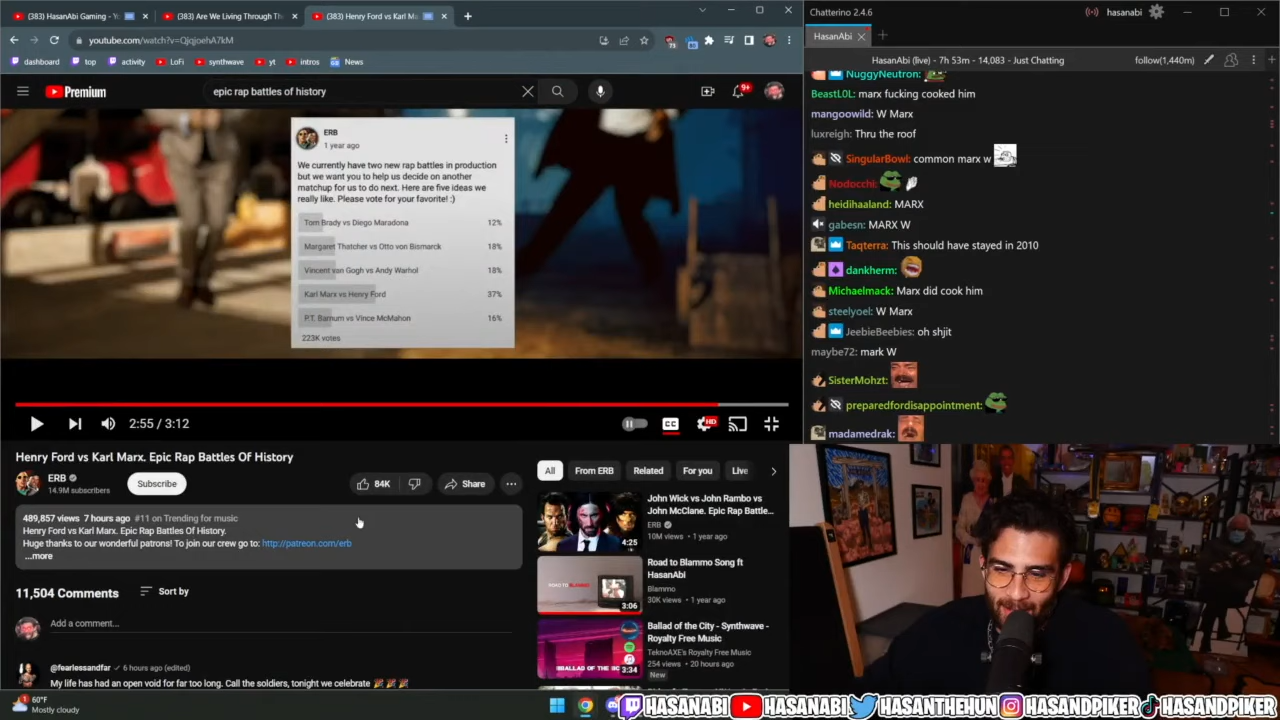 (383) HasanAbi Gaming - Yo
(383) Are We Living Through Th
(383) Henry Ford vs Karl Ma
youtube.com/watch?v=QjqjoehA7kM
dashboard
top
activity
LoFi
synthwave
yt
intros
News
Premium
epic rap battles of history
9+
ERB
1 year ago
We currently have two new rap battles in production
but we want you to help us decide on another
matchup for us to do next. Here are five ideas we
really like. Please vote for your favorite! :)
Tom Brady vs Diego Maradona 12%
Margaret Thatcher vs Otto von Bismarck 18%
Vincent van Gogh vs Andy Warhol 18%
Karl Marx vs Henry Ford 37%
P.T. Barnum vs Vince McMahon 16%
223K votes
2:55 / 3:12
CC
HD
Henry Ford vs Karl Marx. Epic Rap Battles Of History
ERB
14.9M subscribers
Subscribe
84K
Share
489,857 views 7 hours ago #11 on Trending for music
Henry Ford vs Karl Marx. Epic Rap Battles Of History.
Huge thanks to our wonderful patrons! To join our crew go to: http://patreon.com/erb
...more
11,504 Comments
Sort by
Add a comment...
@fearlessandfar 6 hours ago (edited)
My life has had an open void for far too long. Call the soldiers, tonight we celebrate
All
From ERB
Related
For you
Live
John Wick vs John Rambo vs
John McClane. Epic Rap Battle...
ERB
10M views • 1 year ago
4:25
Road to Blammo Song ft
HasanAbi
Blammo
30K views • 1 year ago
ROAD TO BLAMMO
3:06
Ballad of the City - Synthwave -
Royalty Free Music
TeknoAXE's Royalty Free Music
254 views • 20 hours ago
New
3:34
Chatterino 2.4.6
hasanabi
HasanAbi
HasanAbi (live) - 7h 53m - 14,083 - Just Chatting
follow(1,440m)
NuggyNeutron:
BeastL0L: marx fucking cooked him
mangoowild: W Marx
luxreigh: Thru the roof
SingularBowl: common marx w
Nodocchi:
heidihaaland: MARX
gabesn: MARX W
Taqterra: This should have stayed in 2010
dankherm:
Michaelmack: Marx did cook him
steelyoel: W Marx
JeebieBeebies: oh shjit
maybe72: mark W
SisterMohzt:
preparedfordisappointment:
madamedrak:
60°F
Mostly cloudy
HASANABI
HASANABI
HASANTHEHUN
HASANDPIKER
HASANDPIKER